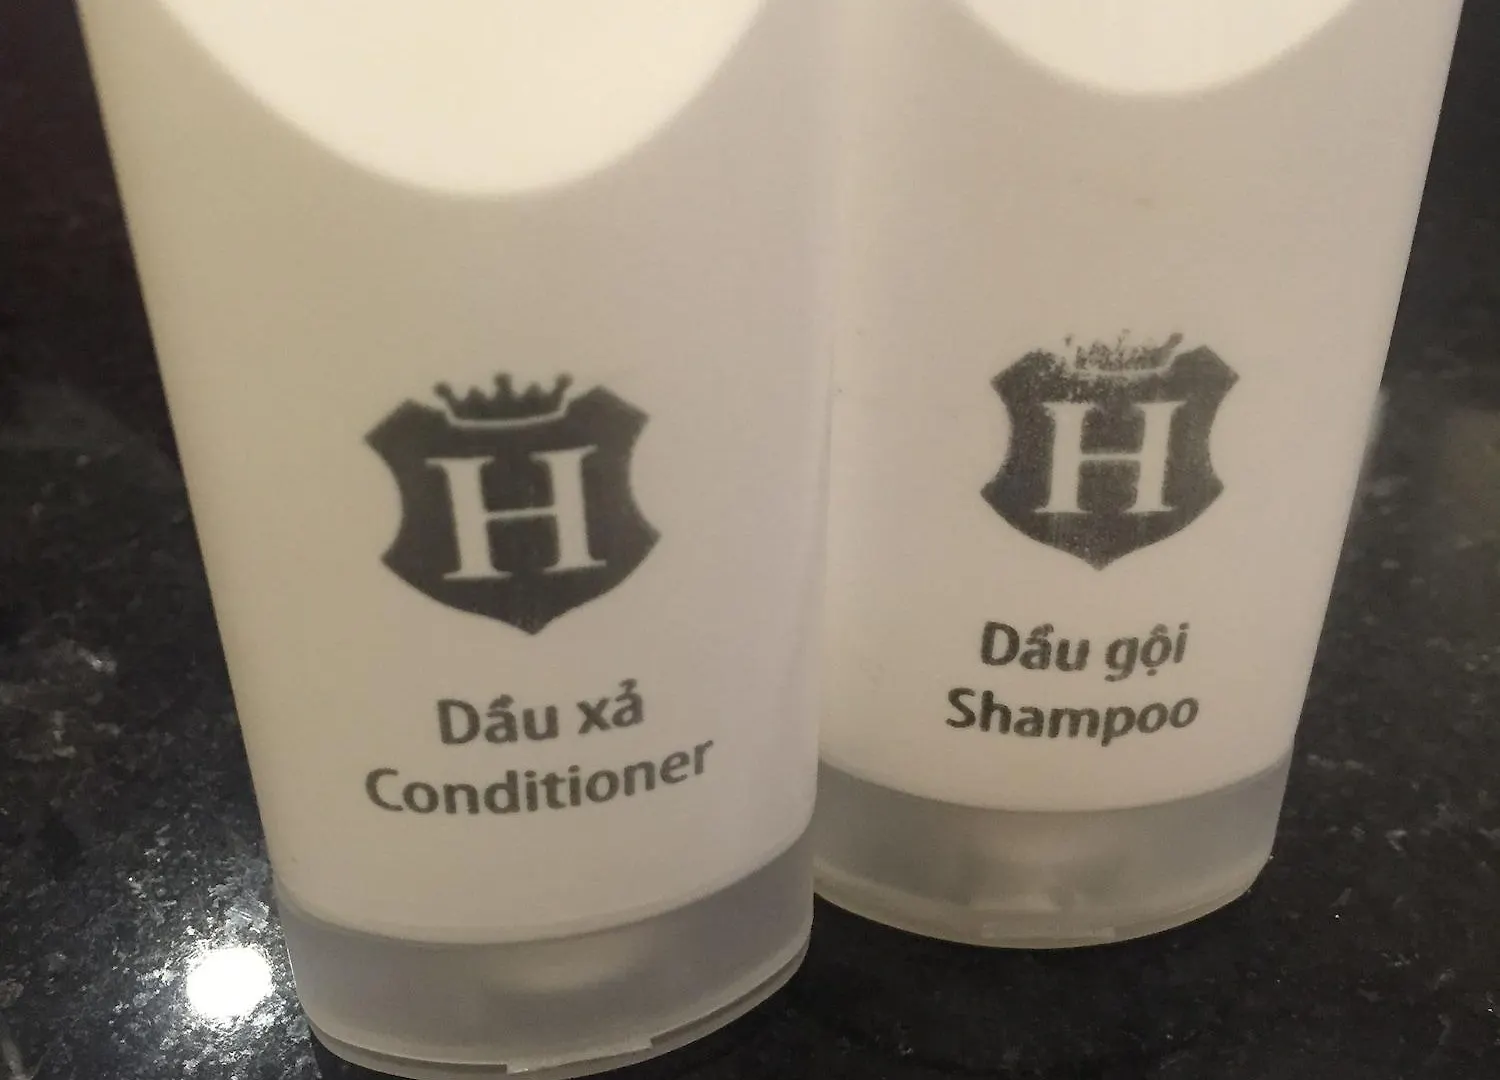 H
Dầu xả
Conditioner
H
Dầu gội
Shampoo